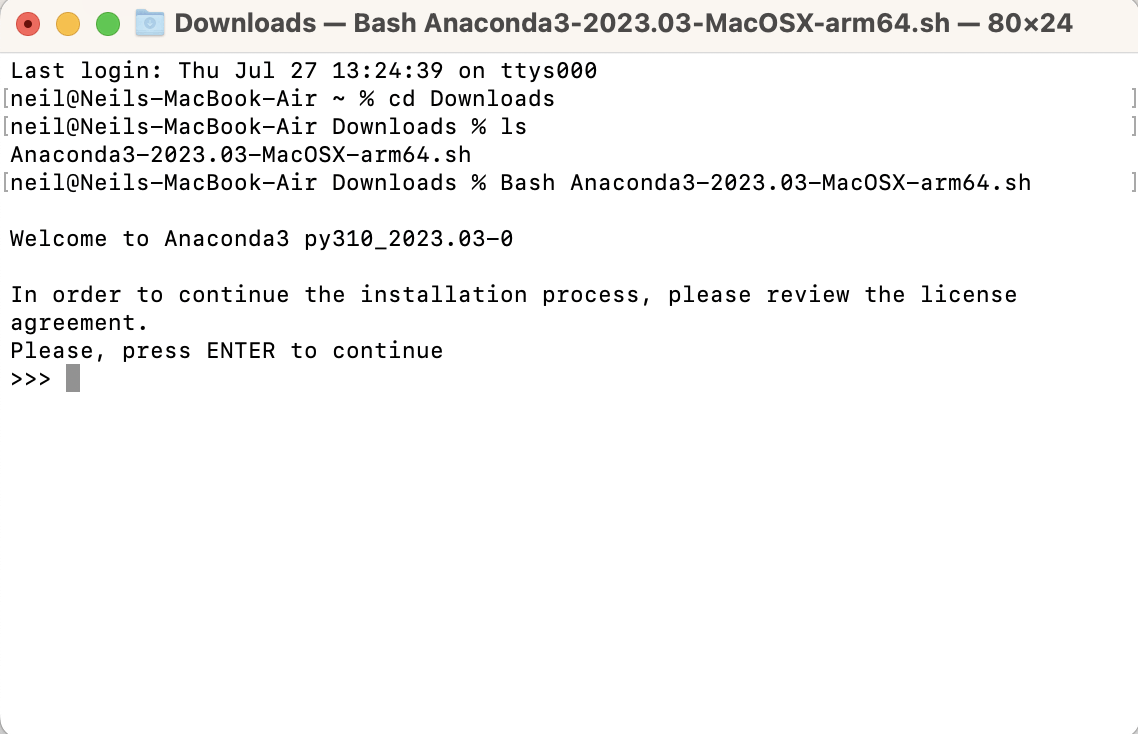 Downloads — Bash Anaconda3-2023.03-MacOSX-arm64.sh — 80×24
Last login: Thu Jul 27 13:24:39 on ttys000
[neil@Neils-MacBook-Air ~ % cd Downloads ]
[neil@Neils-MacBook-Air Downloads % ls ]
Anaconda3-2023.03-MacOSX-arm64.sh
[neil@Neils-MacBook-Air Downloads % Bash Anaconda3-2023.03-MacOSX-arm64.sh ]
Welcome to Anaconda3 py310_2023.03-0
In order to continue the installation process, please review the license
agreement.
Please, press ENTER to continue
>>>